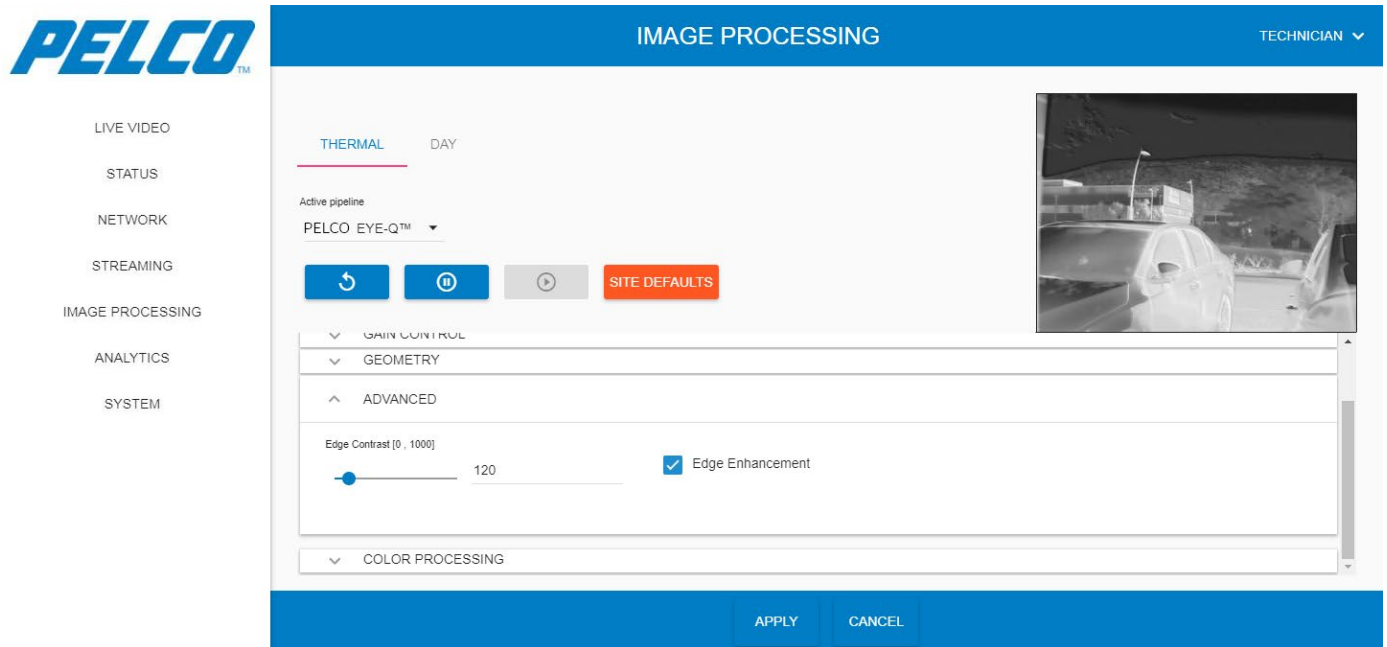 PELCO TM
IMAGE PROCESSING
TECHNICIAN
LIVE VIDEO
STATUS
NETWORK
STREAMING
IMAGE PROCESSING
ANALYTICS
SYSTEM
THERMAL DAY
Active pipeline
PELCO EYE-Q™
SITE DEFAULTS
GAIN CONTROL
GEOMETRY
ADVANCED
Edge Contrast [0 , 1000]
120
Edge Enhancement
COLOR PROCESSING
APPLY CANCEL